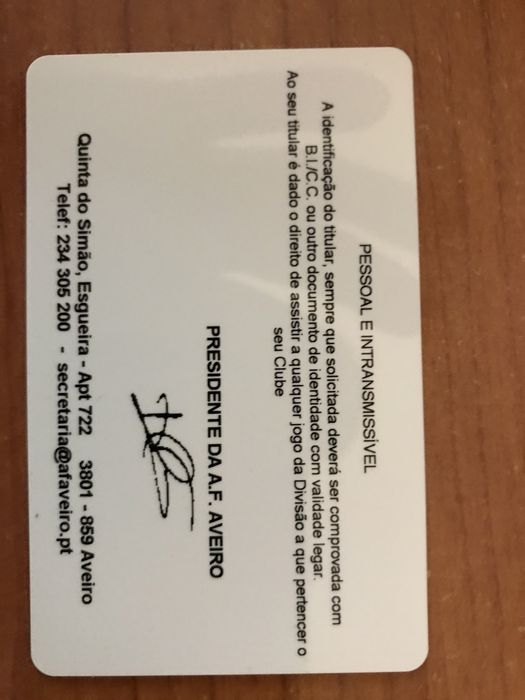 PESSOAL E INTRANSMISSÍVEL
A identificação do titular, sempre que solicitada deverá ser comprovada com
B.I./C.C. ou outro documento de identidade com validade legar.
Ao seu titular é dado o direito de assistir a qualquer jogo da Divisão a que pertencer o
seu Clube
PRESIDENTE DA A.F. AVEIRO
Quinta do Simão, Esgueira - Apt 722 3801 - 859 Aveiro
Telef: 234 305 200 - secretaria@afaveiro.pt